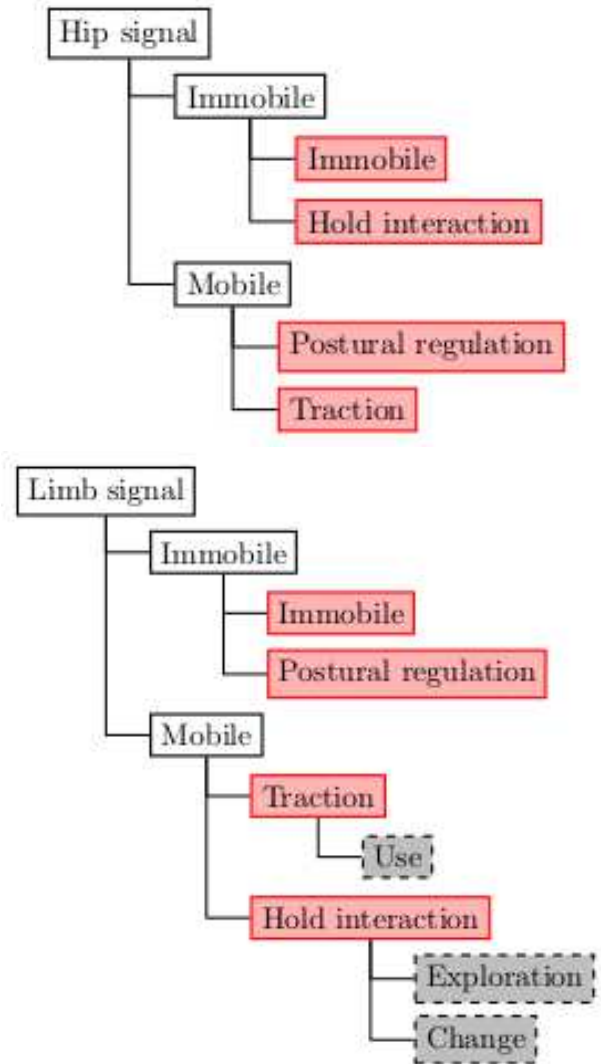 Hip signal
Immobile
Immobile
Hold interaction
Mobile
Postural regulation
Traction
Limb signal
Immobile
Immobile
Postural regulation
Mobile
Traction
Use
Hold interaction
Exploration
Change